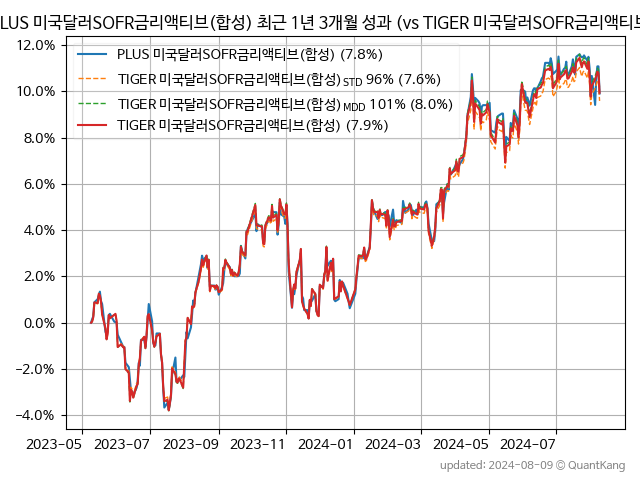 PLUS 미국달러SOFR금리액티브(합성) 최근 1년 3개월 성과 (vs TIGER 미국달러SOFR금리액티브
12.0%
10.0%
8.0%
6.0%
4.0%
2.0%
0.0%
−2.0%
−4.0%
PLUS 미국달러SOFR금리액티브(합성) (7.8%)
TIGER 미국달러SOFR금리액티브(합성) STD 96% (7.6%)
TIGER 미국달러SOFR금리액티브(합성) MDD 101% (8.0%)
TIGER 미국달러SOFR금리액티브(합성) (7.9%)
2023-05 2023-07 2023-09 2023-11 2024-01 2024-03 2024-05 2024-07
updated: 2024-08-09 © QuantKang